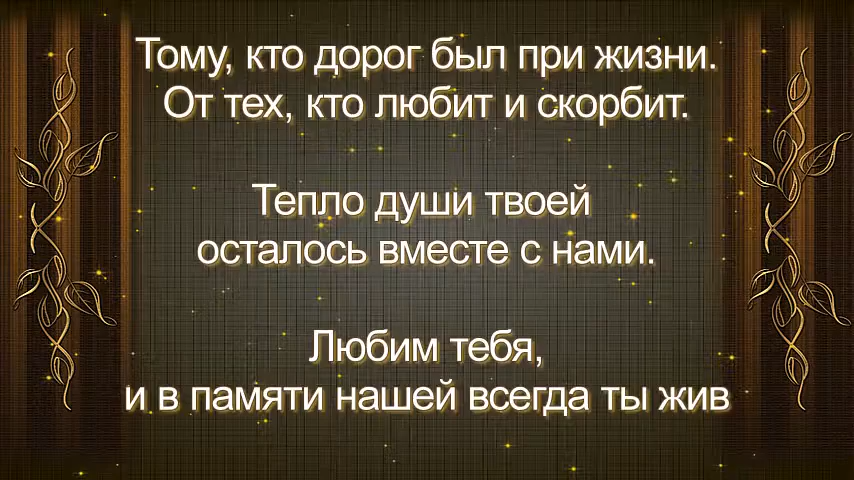 Тому, кто дорог был при жизни.
От тех, кто любит и скорбит.
Тепло души твоей
осталось вместе с нами.
Любим тебя,
и в памяти нашей всегда ты жив